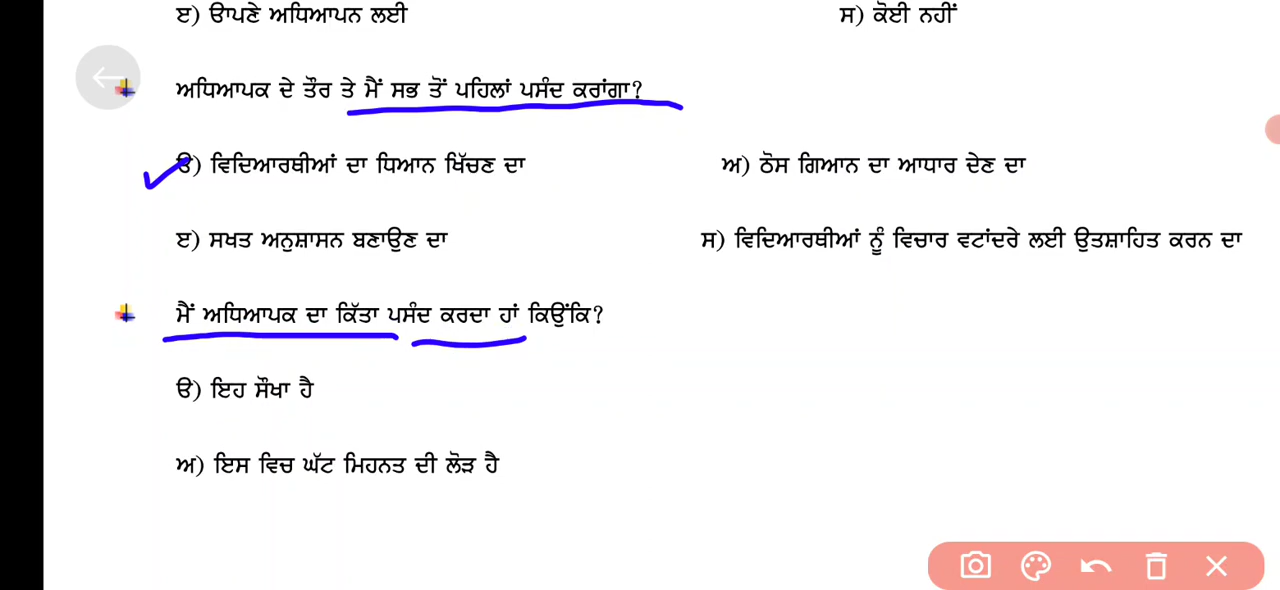 ੲ) ੳਾਪਣੇ ਅਧਿਆਪਨ ਲਈ ਸ) ਕੋਈ ਨਹੀਂ
ਅਧਿਆਪਕ ਦੇ ਤੌਰ ਤੇ ਮੈਂ ਸਭ ਤੋਂ ਪਹਿਲਾਂ ਪਸੰਦ ਕਰਾਂਗਾ?
ੳ) ਵਿਦਿਆਰਥੀਆਂ ਦਾ ਧਿਆਨ ਖਿੱਚਣ ਦਾ ਅ) ਠੋਸ ਗਿਆਨ ਦਾ ਆਧਾਰ ਦੇਣ ਦਾ
ੲ) ਸਖਤ ਅਨੁਸ਼ਾਸਨ ਬਣਾਉਣ ਦਾ ਸ) ਵਿਦਿਆਰਥੀਆਂ ਨੂੰ ਵਿਚਾਰ ਵਟਾਂਦਰੇ ਲਈ ਉਤਸ਼ਾਹਿਤ ਕਰਨ ਦਾ
ਮੈਂ ਅਧਿਆਪਕ ਦਾ ਕਿੱਤਾ ਪਸੰਦ ਕਰਦਾ ਹਾਂ ਕਿਉਂਕਿ?
ੳ) ਇਹ ਸੌਖਾ ਹੈ
ਅ) ਇਸ ਵਿਚ ਘੱਟ ਮਿਹਨਤ ਦੀ ਲੋੜ ਹੈ